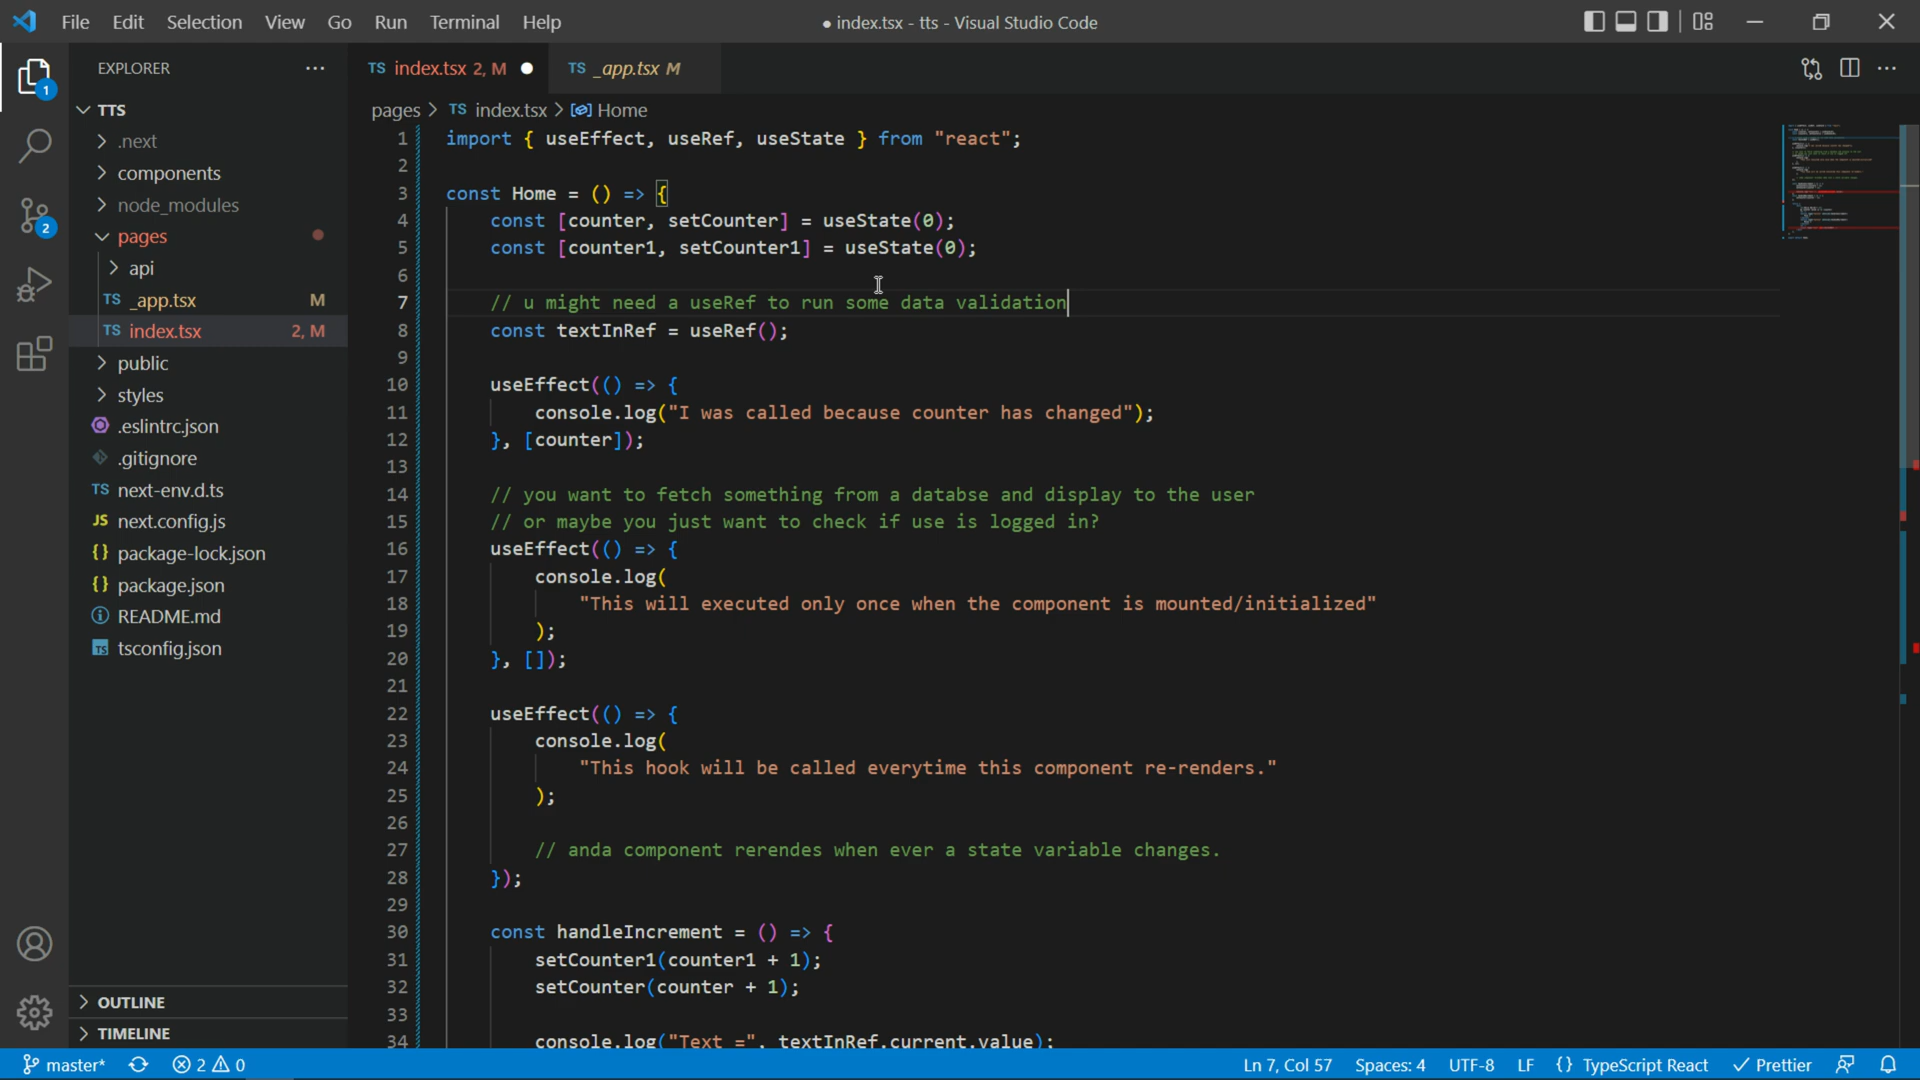 File Edit Selection View Go Run Terminal Help
● index.tsx - tts - Visual Studio Code
EXPLORER
TS index.tsx 2, M ●
TS _app.tsx M
pages > TS index.tsx > Home
1
2
TTS
.next
components
node_modules
pages
api
TS _app.tsx M
TS index.tsx 2, M
public
styles
.eslintrc.json
.gitignore
TS next-env.d.ts
JS next.config.js
{} package-lock.json
{} package.json
README.md
TS tsconfig.json
OUTLINE
TIMELINE
1 import { useEffect, useRef, useState } from "react";
2
3 const Home = () => {
4 const [counter, setCounter] = useState(0);
5 const [counter1, setCounter1] = useState(0);
6
7 // u might need a useRef to run some data validation
8 const textInRef = useRef();
9
10 useEffect(() => {
11 console.log("I was called because counter has changed");
12 }, [counter]);
13
14 // you want to fetch something from a databse and display to the user
15 // or maybe you just want to check if use is logged in?
16 useEffect(() => {
17 console.log(
18 "This will executed only once when the component is mounted/initialized"
19 );
20 }, []);
21
22 useEffect(() => {
23 console.log(
24 "This hook will be called everytime this component re-renders."
25 );
26
27 // anda component rerendes when ever a state variable changes.
28 });
29
30 const handleIncrement = () => {
31 setCounter1(counter1 + 1);
32 setCounter(counter + 1);
33
34 console.log("Text =", textInRef.current.value);
master* 2 0
Ln 7, Col 57 Spaces: 4 UTF-8 LF {} TypeScript React Prettier